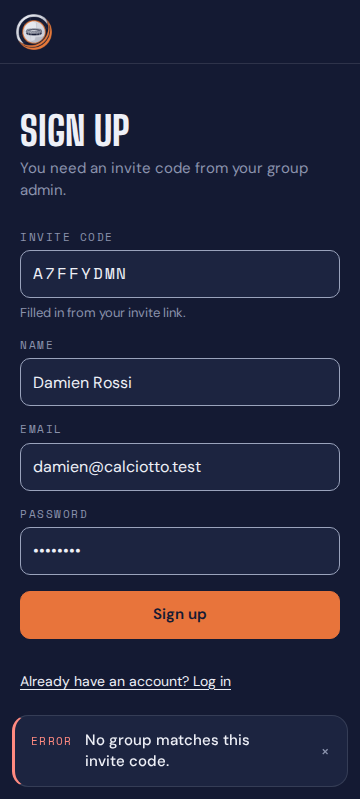 SIGN UP
You need an invite code from your group
admin.
INVITE CODE
A7FFYDMN
Filled in from your invite link.
NAME
Damien Rossi
EMAIL
damien@calciotto.test
PASSWORD
••••••••
Sign up
Already have an account? Log in
ERROR No group matches this
invite code.
×